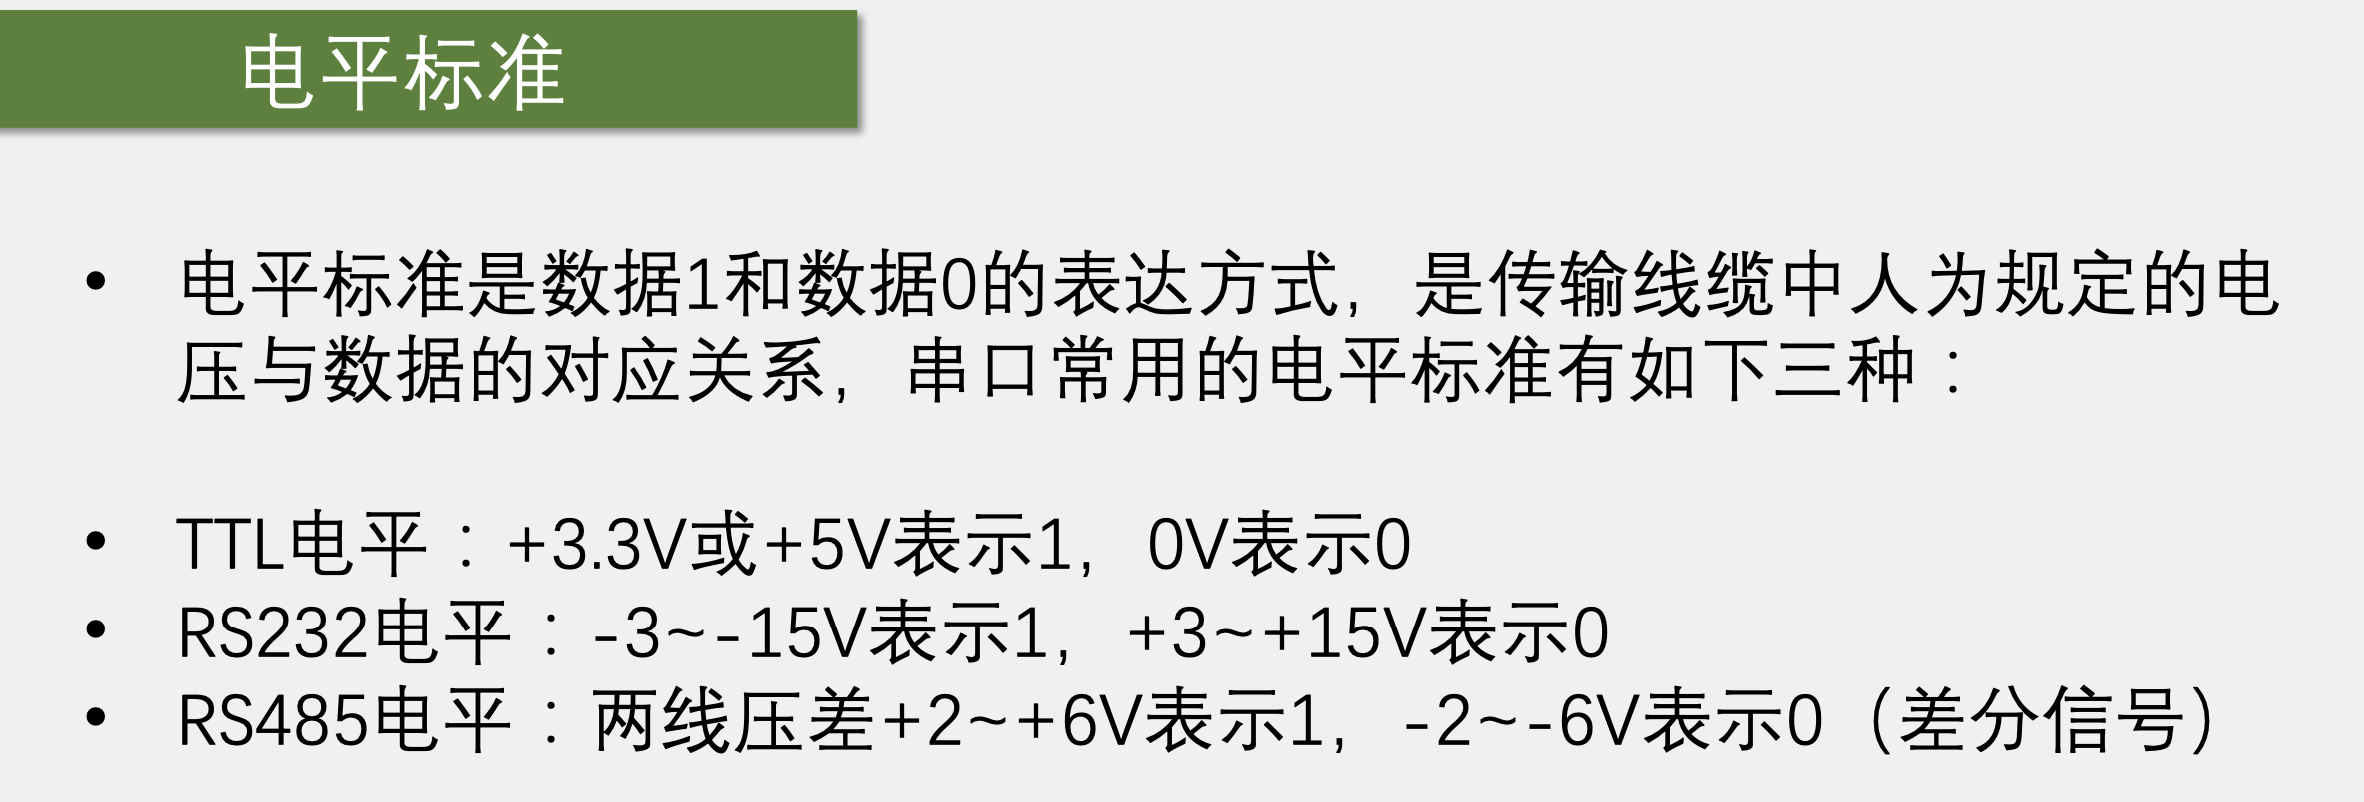 电平标准
• 电平标准是数据1和数据0的表达方式，是传输线缆中人为规定的电
压与数据的对应关系，串口常用的电平标准有如下三种：
• TTL电平：+3.3V或+5V表示1，0V表示0
• RS232电平：-3~-15V表示1，+3~+15V表示0
• RS485电平：两线压差+2~+6V表示1，-2~-6V表示0（差分信号）